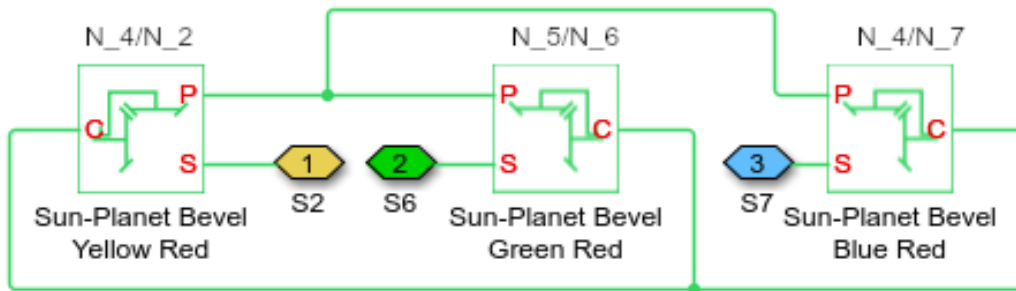 N_4/N_2
N_5/N_6
N_4/N_7
P
P
P
C
C
C
S
1
2
S
3
S
S2
S6
S7
Sun-Planet Bevel
Yellow Red
Sun-Planet Bevel
Green Red
Sun-Planet Bevel
Blue Red